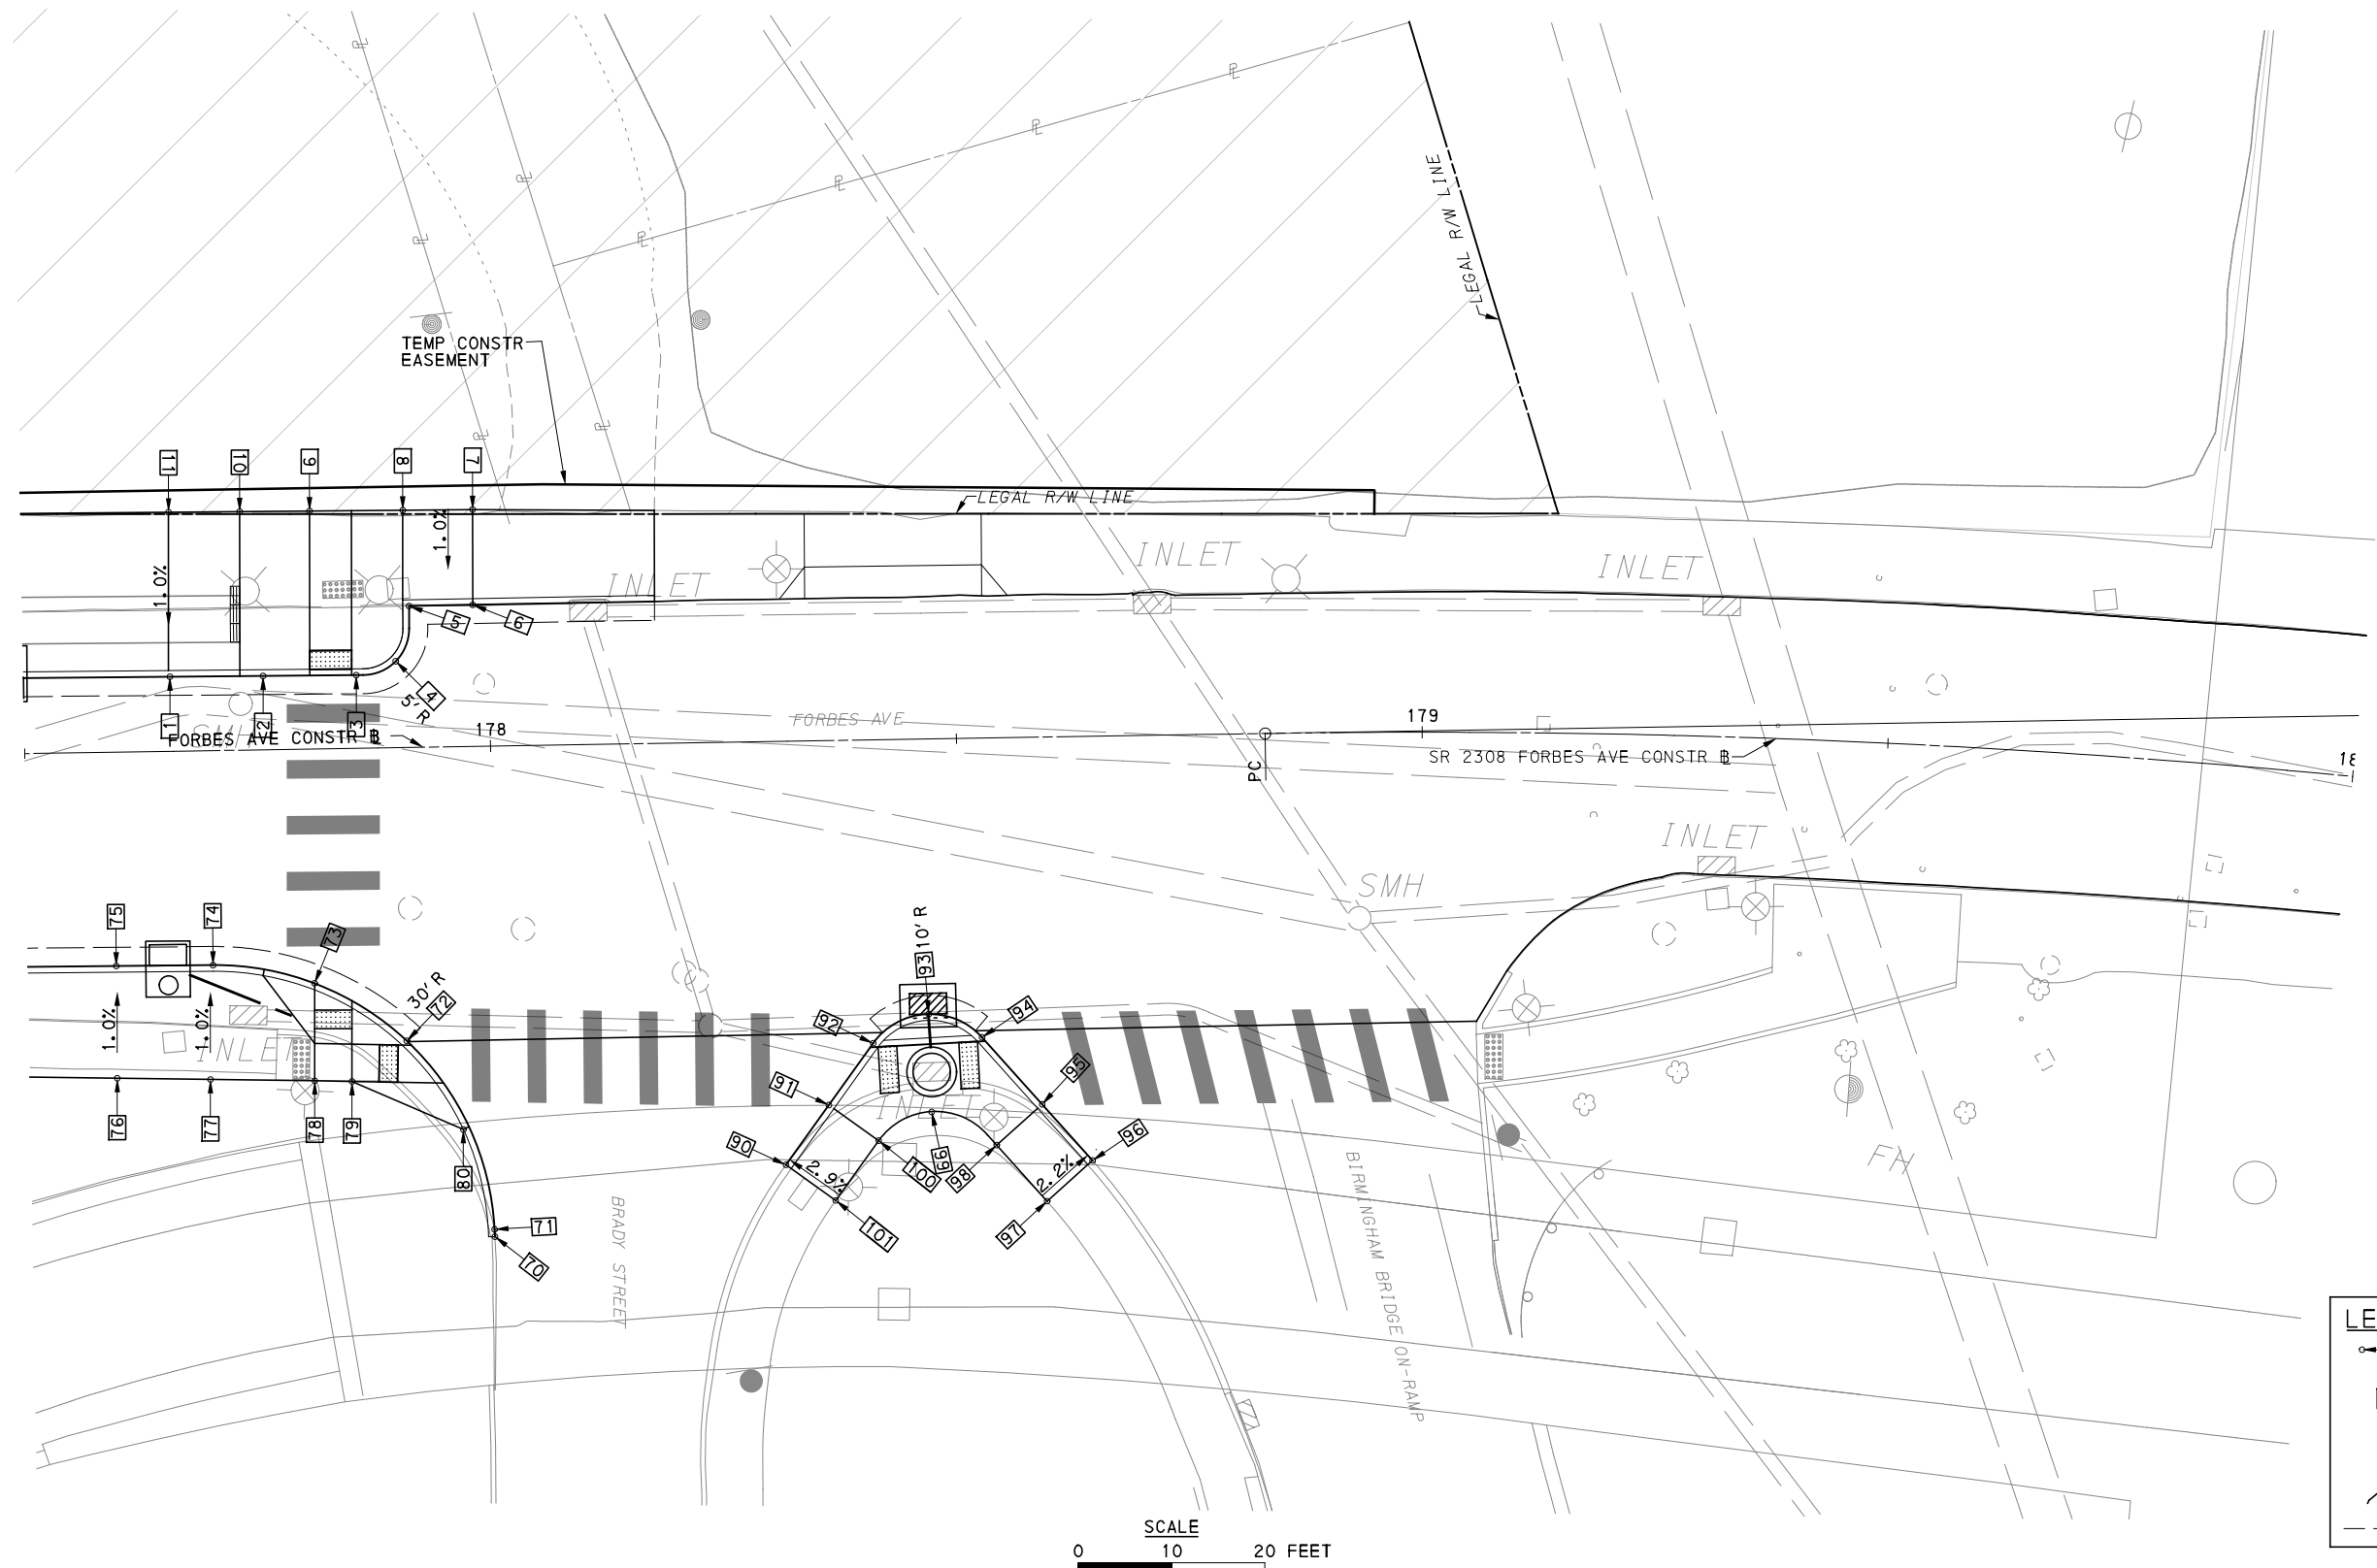 LEGAL R/W LINE
TEMP CONSTR
EASEMENT
11
10
9
8
7
LEGAL R/W LINE
1.0%
1.0%
INLET
INLET
INLET
5
6
4
5' R
1
2
3
178
FORBES AVE
179
FORBES AVE CONSTR
PC
SR 2308 FORBES AVE CONSTR
INLET
SMH
75
74
73
30' R
72
93
10' R
92
94
1.0%
1.0%
INLET
91
95
INLET
76
77
78
79
90
96
80
2.9%
100
99
98
2.2%
FH
71
70
101
97
BRADY STREET
BIRMINGHAM BRIDGE ON-RAMP
SCALE
0 10 20 FEET